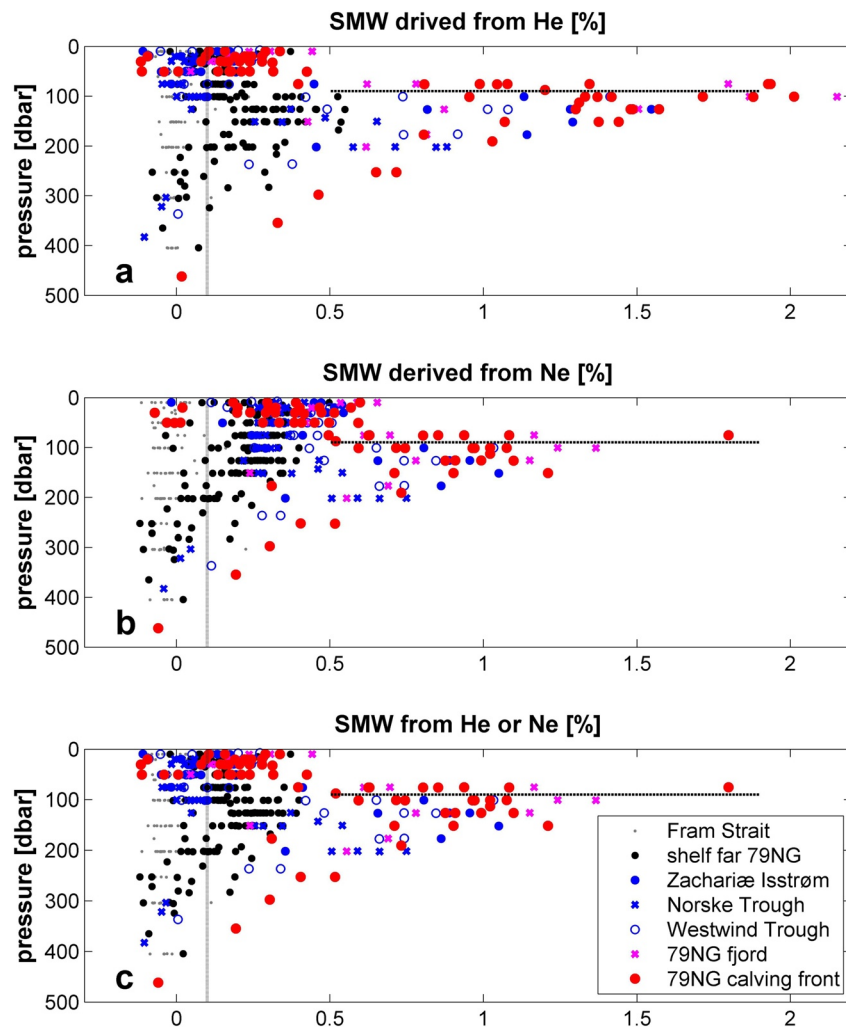 SMW drived from He [%]
0
100
200
300
400
500
pressure [dbar]
a
0
0.5
1
1.5
2
SMW derived from Ne [%]
0
100
200
300
400
500
pressure [dbar]
b
0
0.5
1
1.5
2
SMW from He or Ne [%]
0
100
200
300
400
500
pressure [dbar]
c
Fram Strait
shelf far 79NG
Zachariæ Isstrøm
Norske Trough
Westwind Trough
79NG fjord
79NG calving front
0
0.5
1
1.5
2